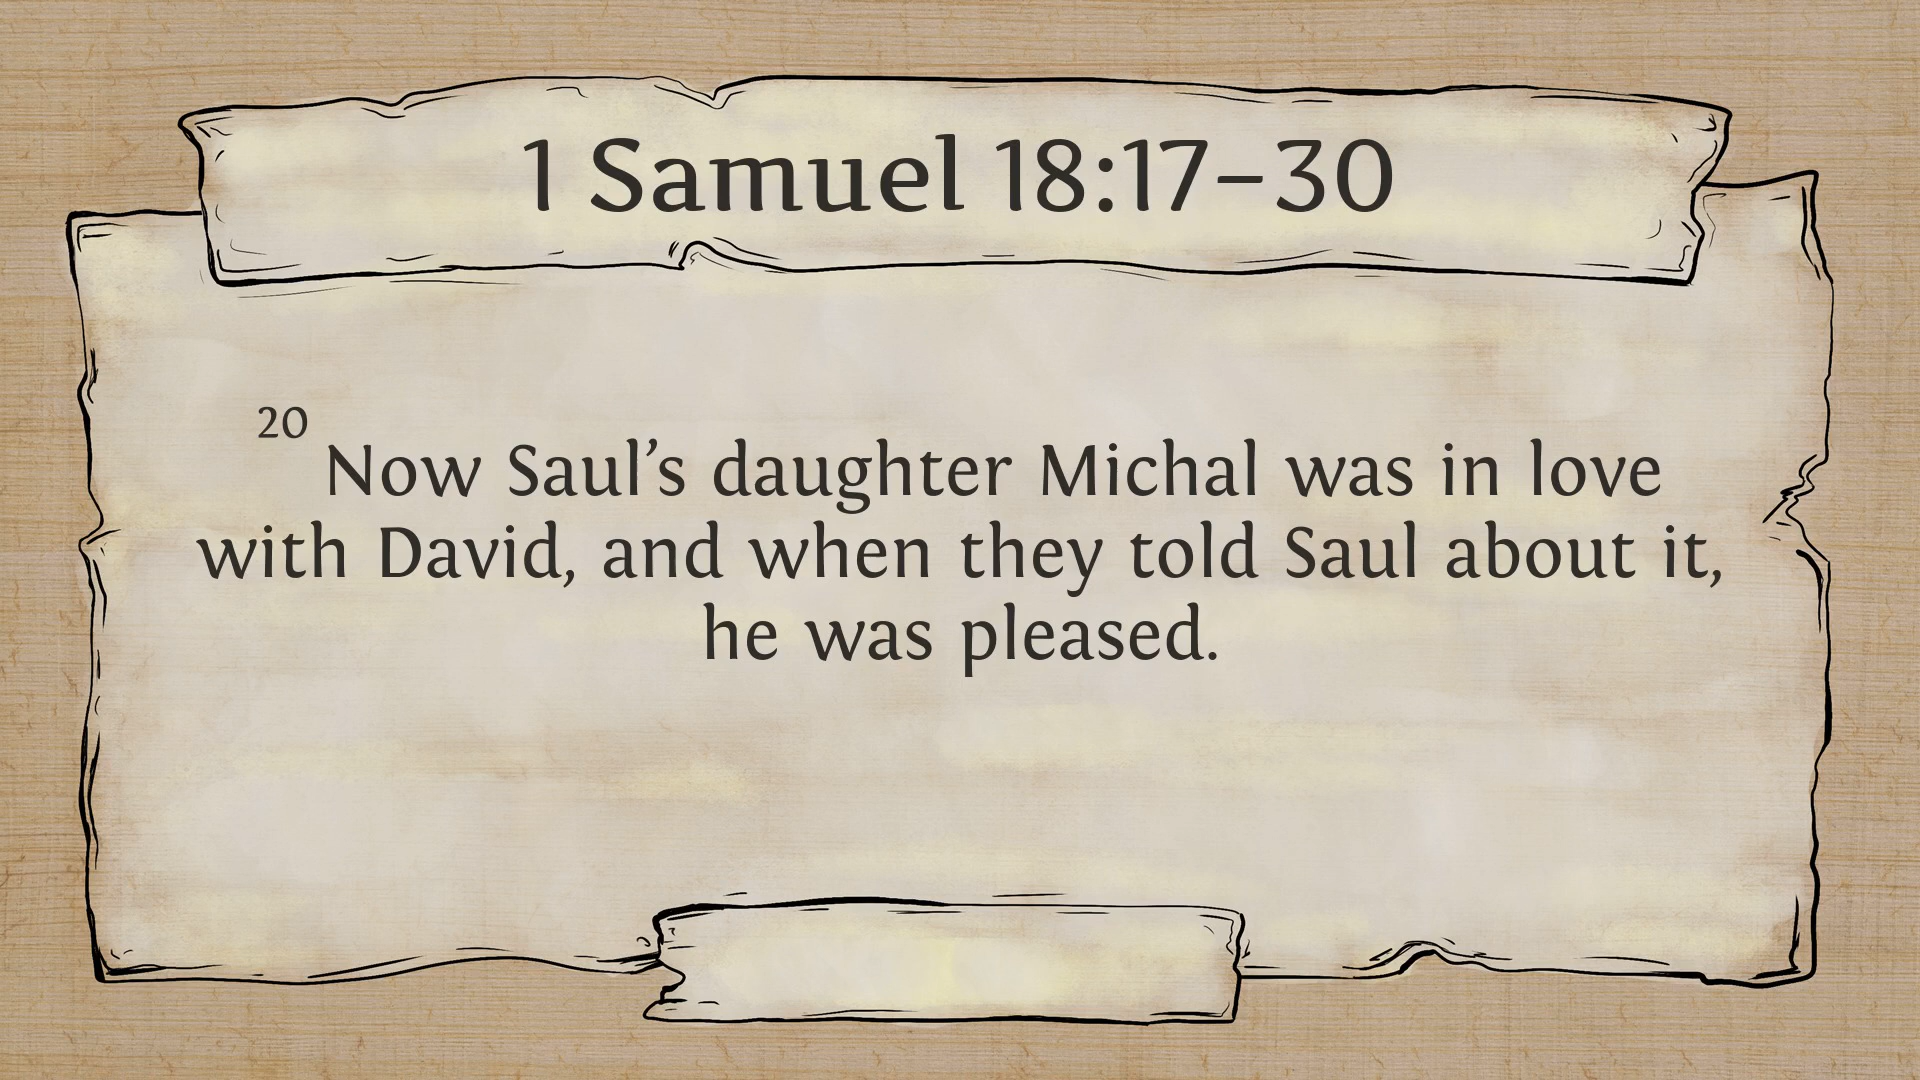 1 Samuel 18:17–30
20 Now Saul’s daughter Michal was in love
with David, and when they told Saul about it,
he was pleased.